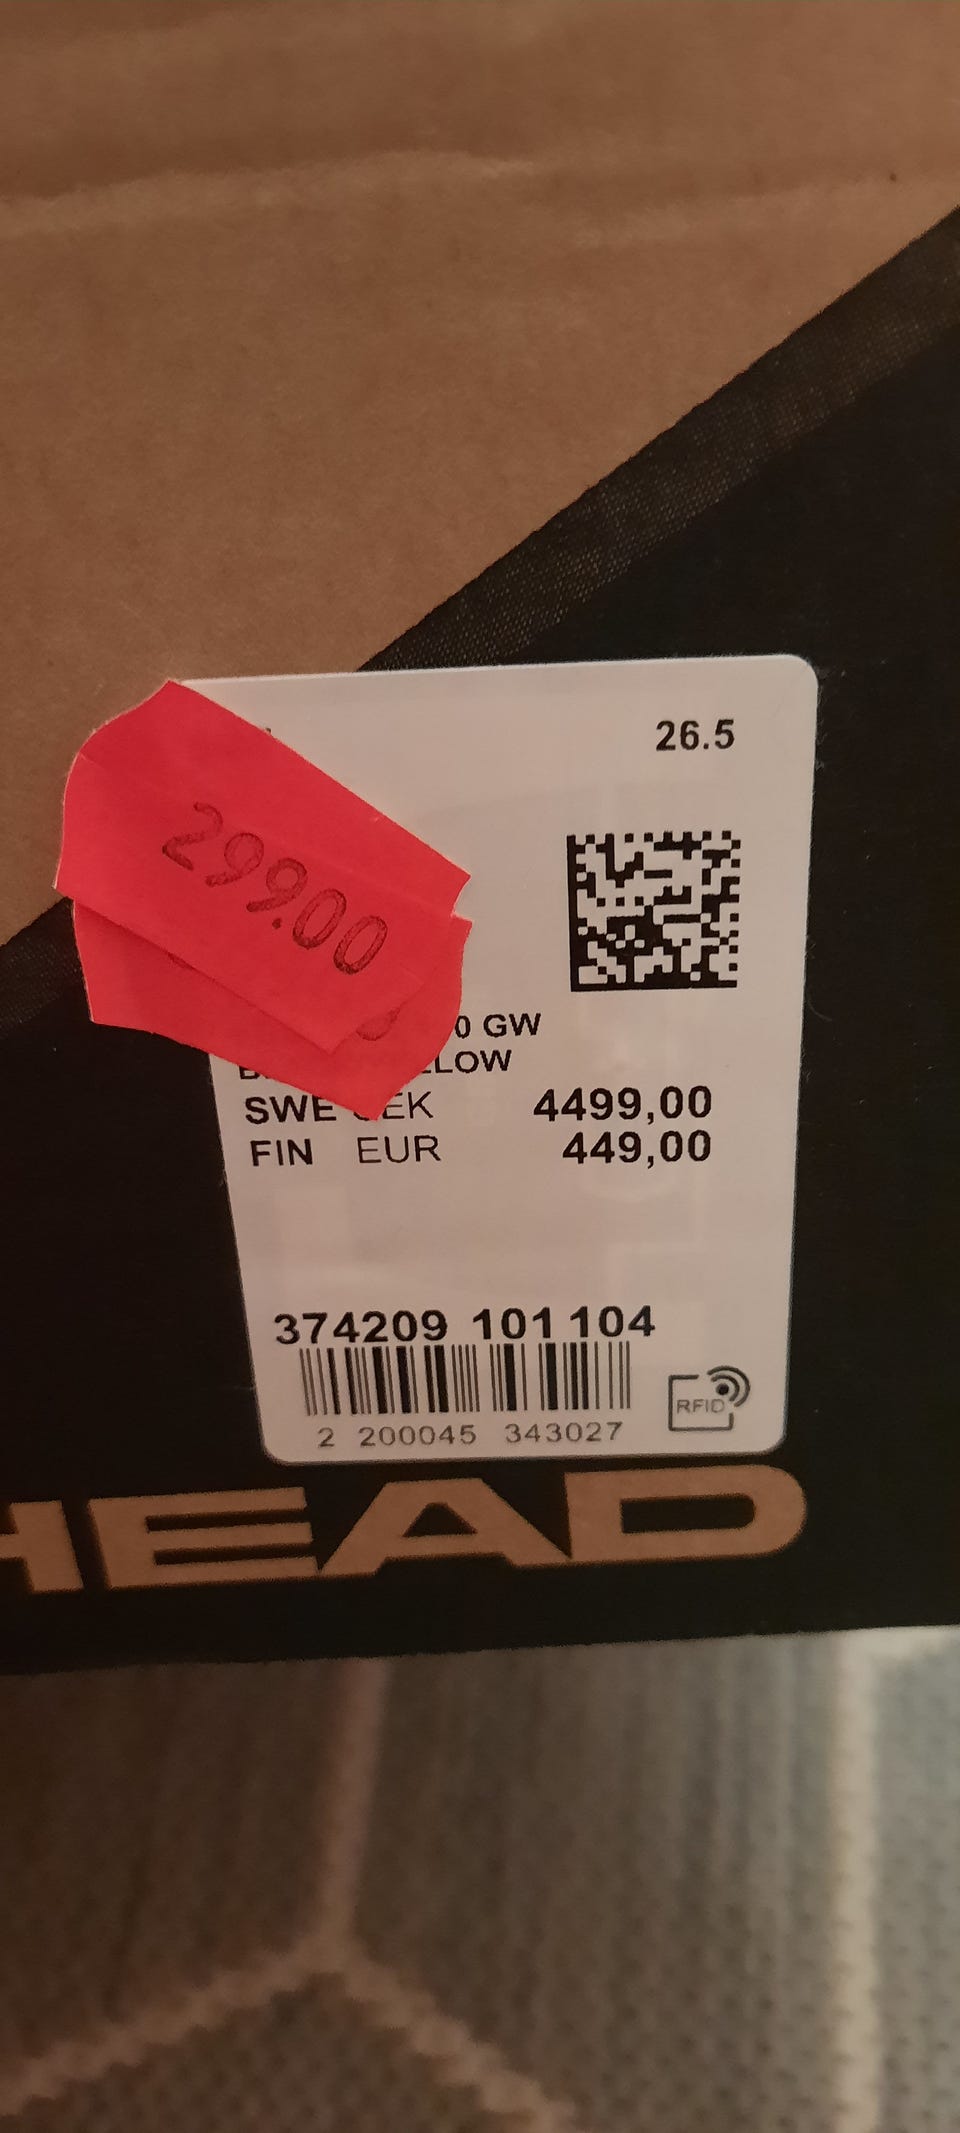 26.5
299.00
0 GW
LOW
SWE SEK 4499,00
FIN EUR 449,00
374209 101 104
RFID
2 200045 343027
HEAD